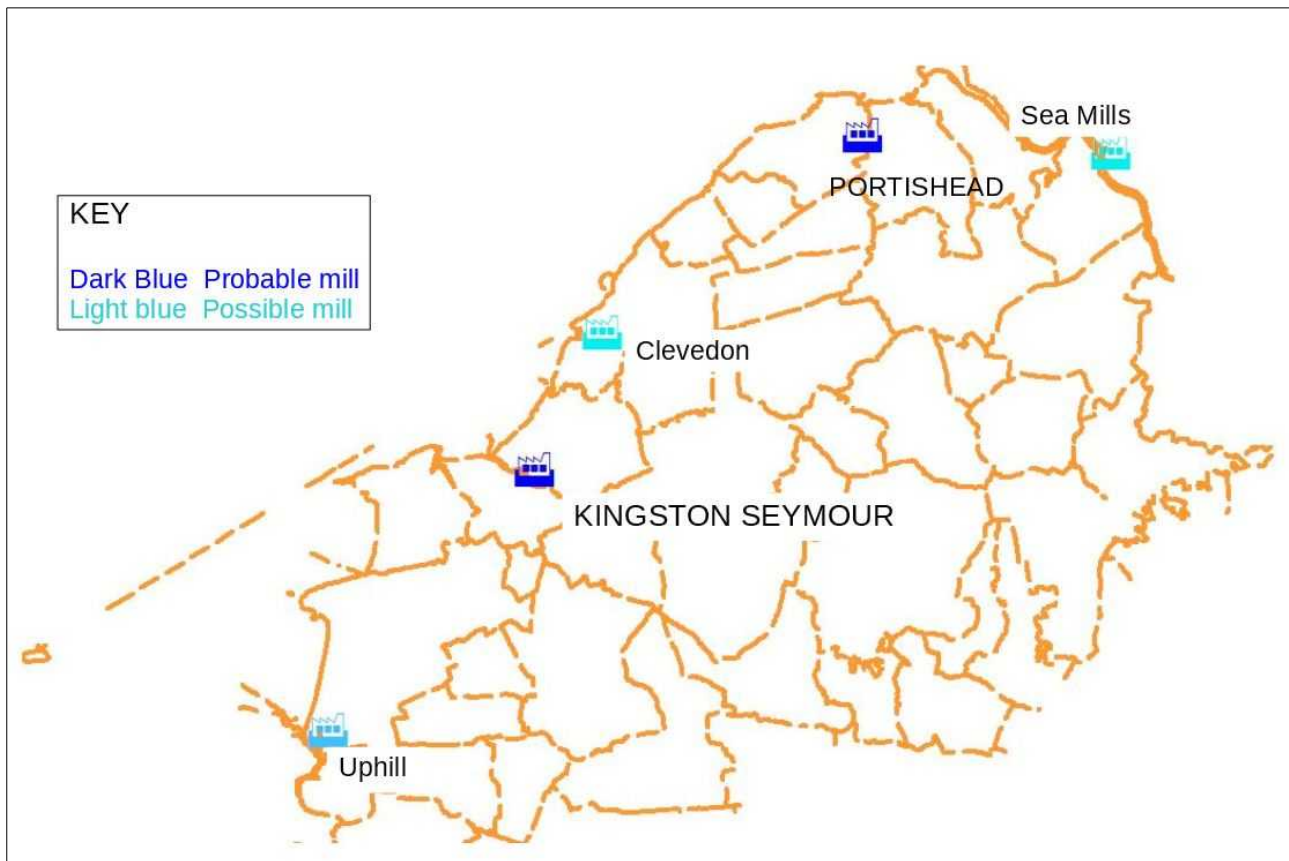 Sea Mills
PORTISHEAD
KEY
Dark Blue Probable mill
Light blue Possible mill
Clevedon
KINGSTON SEYMOUR
Uphill